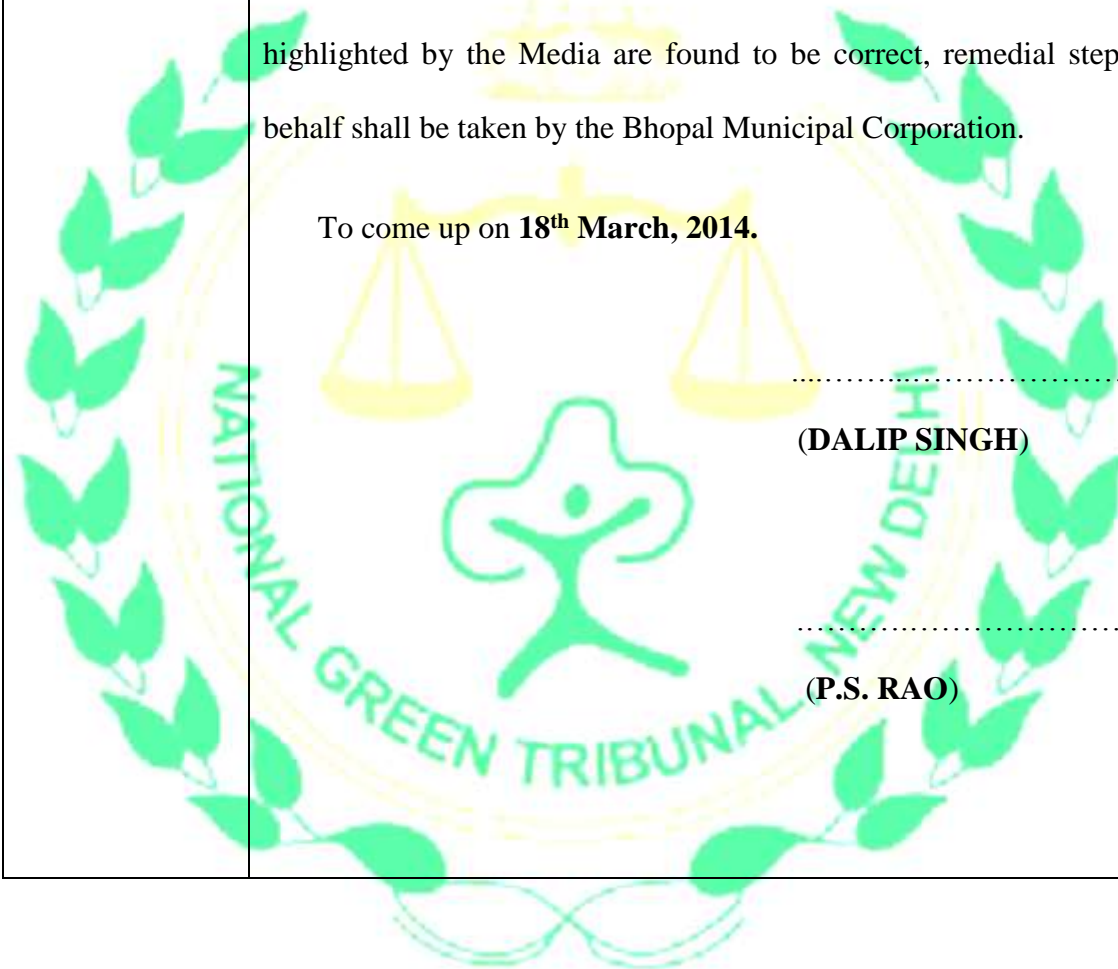 highlighted by the Media are found to be correct, remedial step
behalf shall be taken by the Bhopal Municipal Corporation.
To come up on 18th March, 2014.
....……...…………………
(DALIP SINGH)
……………………………
(P.S. RAO)
NATIONAL GREEN TRIBUNAL, NEW DELHI